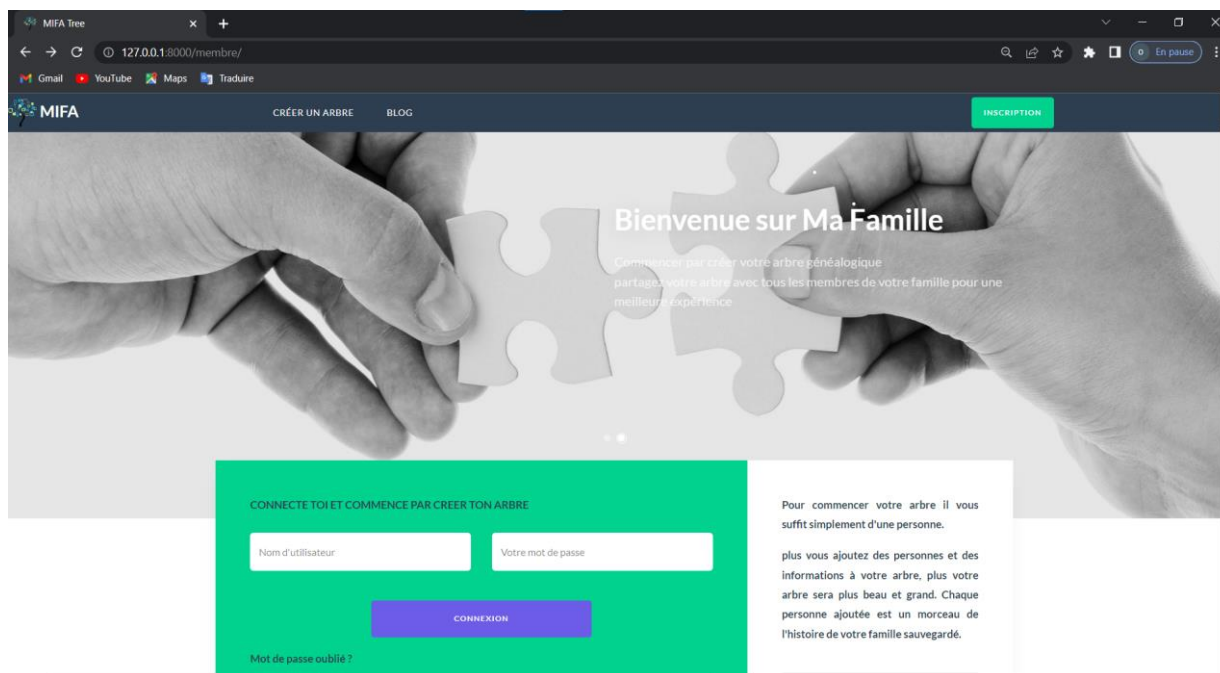 MIFA Tree
127.0.0.1:8000/membre/
En pause
Gmail YouTube Maps Traduire
MIFA
CRÉER UN ARBRE BLOG INSCRIPTION
Bienvenue sur Ma Famille
Commencer par créer votre arbre généalogique
partagez votre arbre avec tous les membres de votre famille pour une
meilleure expérience
CONNECTE TOI ET COMMENCE PAR CREER TON ARBRE
Nom d'utilisateur
Votre mot de passe
CONNEXION
Mot de passe oublié ?
Pour commencer votre arbre il vous
suffit simplement d'une personne.
plus vous ajoutez des personnes et des
informations à votre arbre, plus votre
arbre sera plus beau et grand. Chaque
personne ajoutée est un morceau de
l'histoire de votre famille sauvegardé.